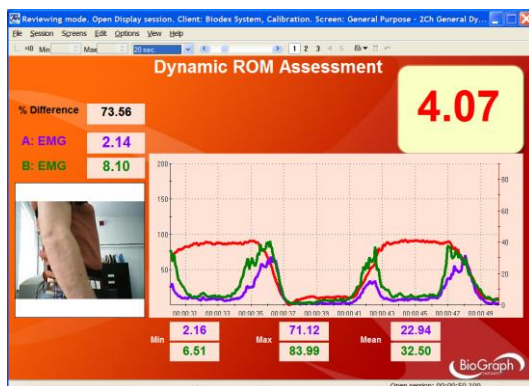 Reviewing mode. Open Display session. Client: Biodex System, Calibration. Screen: General Purpose - 2Ch General Dy...
File Session Screens Edit Options View Help
Min Max 20 sec 1 2 3 4 5
Dynamic ROM Assessment
4.07
% Difference 73.56
A: EMG 2.14
B: EMG 8.10
200
150
100
50
80
60
40
20
0
00:00:33 00:00:35 00:00:37 00:00:39 00:00:41 00:00:43 00:00:45 00:00:47 00:00:49
Min 2.16 Max 71.12 Mean 22.94
6.51 83.99 32.50
BioGraph